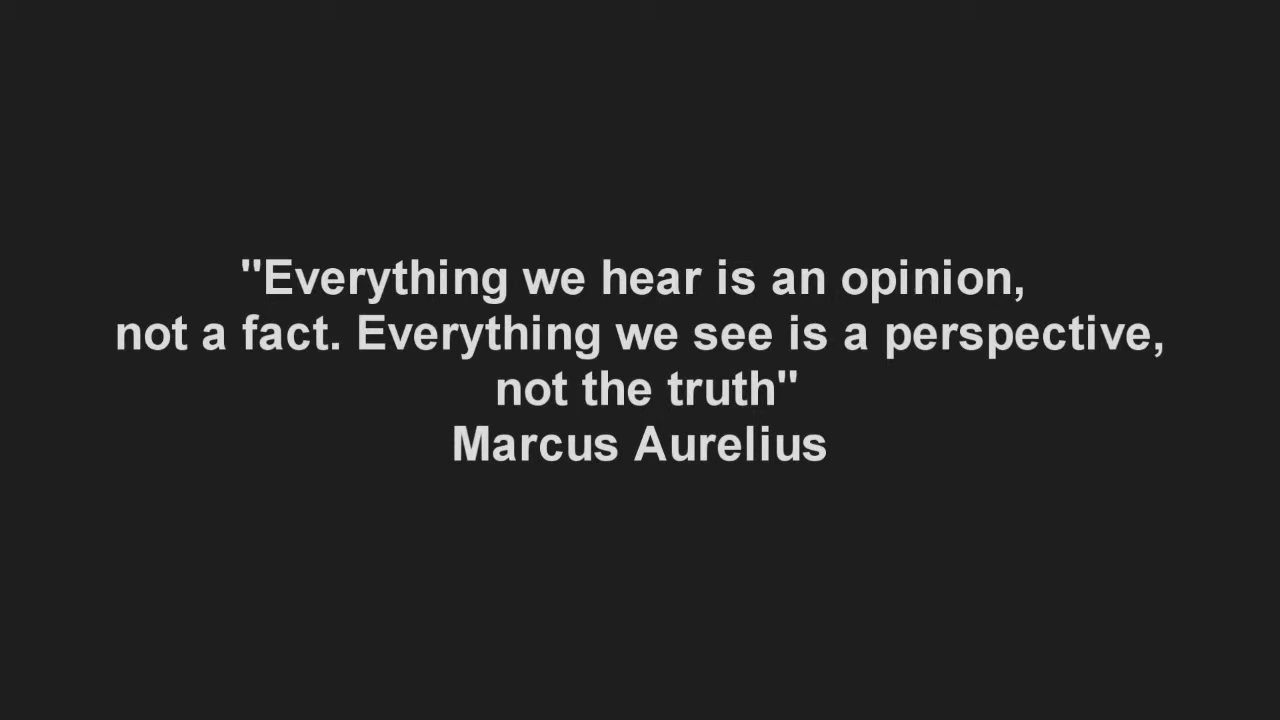 "Everything we hear is an opinion,
not a fact. Everything we see is a perspective,
not the truth"
Marcus Aurelius